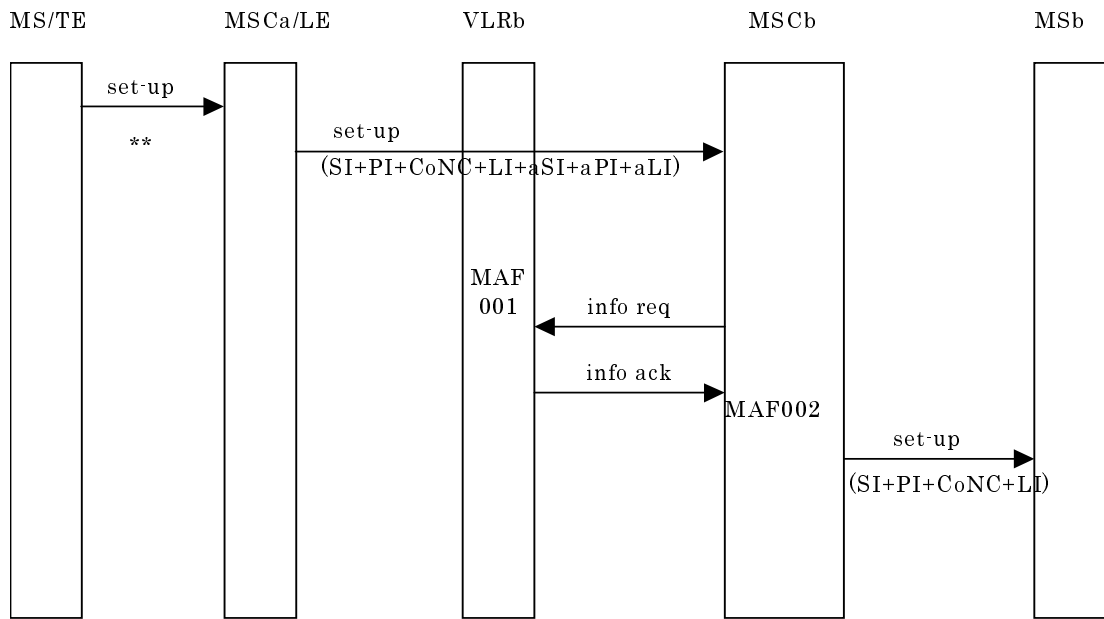 MS/TE MSCa/LE VLRb MSCb MSb
set-up
**
set-up
(SI+PI+CoNC+LI+aSI+aPI+aLI)
MAF
001
info req
info ack
MAF002
set-up
(SI+PI+CoNC+LI)